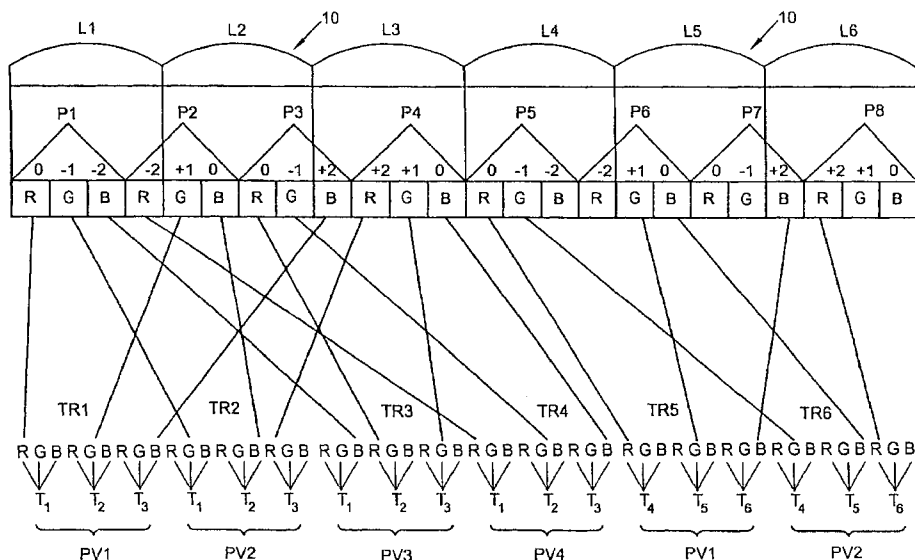 L1 L2 10 L3 L4 L5 10 L6
P1 P2 P3 P4 P5 P6 P7 P8
0 -1 -2 -2 +1 0 0 -1 +2 +2 +1 0 0 -1 -2 -2 +1 0 0 -1 +2 +2 +1 0
R G B R G B R G B R G B R G B R G B R G B R G B
TR1 TR2 TR3 TR4 TR5 TR6
R G B R G B R G B R G B R G B R G B R G B R G B R G B R G B R G B R G B R G B R G B R G B R G B R G B R G B
T1 T2 T3 T1 T2 T3 T1 T2 T3 T1 T2 T3 T4 T5 T6 T4 T5 T6
PV1 PV2 PV3 PV4 PV1 PV2